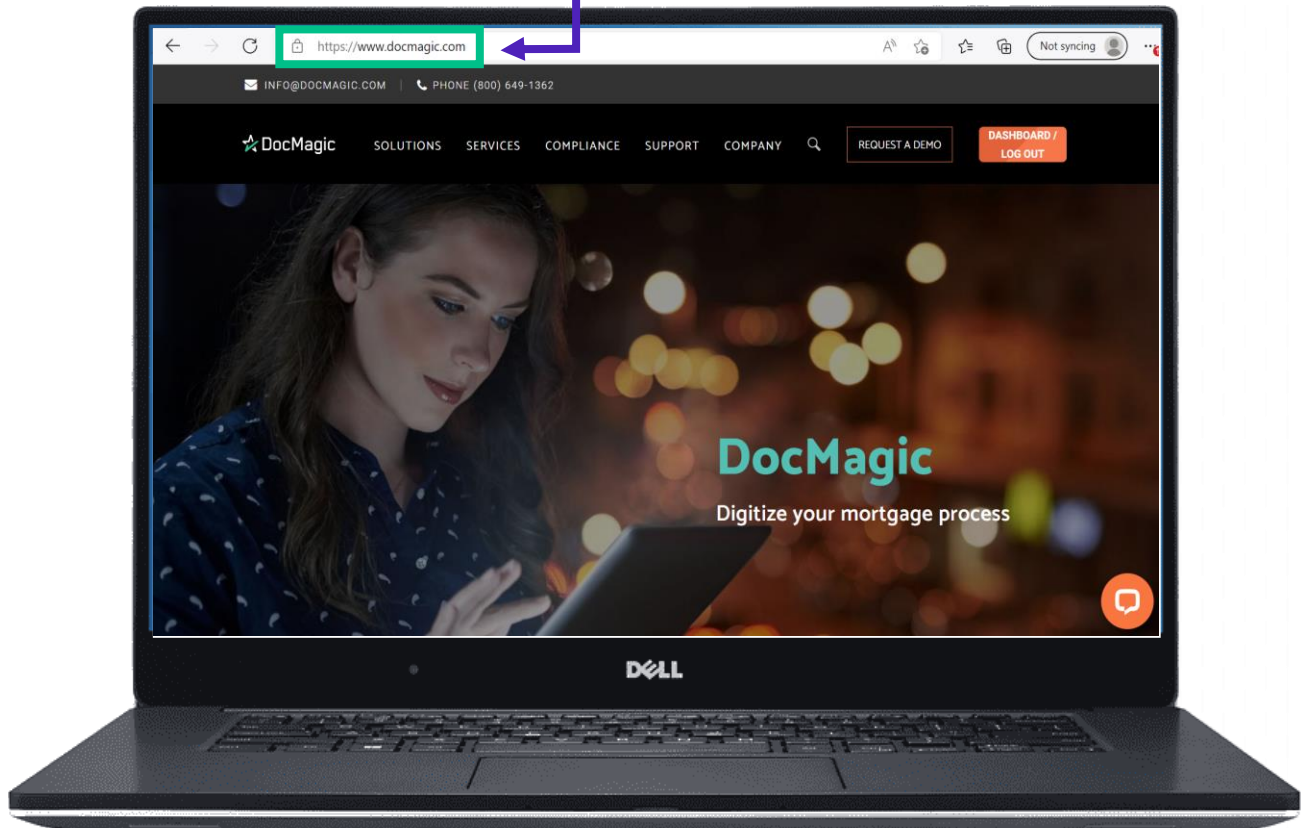 https://www.docmagic.com
Not syncing
INFO@DOCMAGIC.COM | PHONE (800) 649-1362
DocMagic SOLUTIONS SERVICES COMPLIANCE SUPPORT COMPANY REQUEST A DEMO DASHBOARD /
LOG OUT
DocMagic
Digitize your mortgage process
DELL